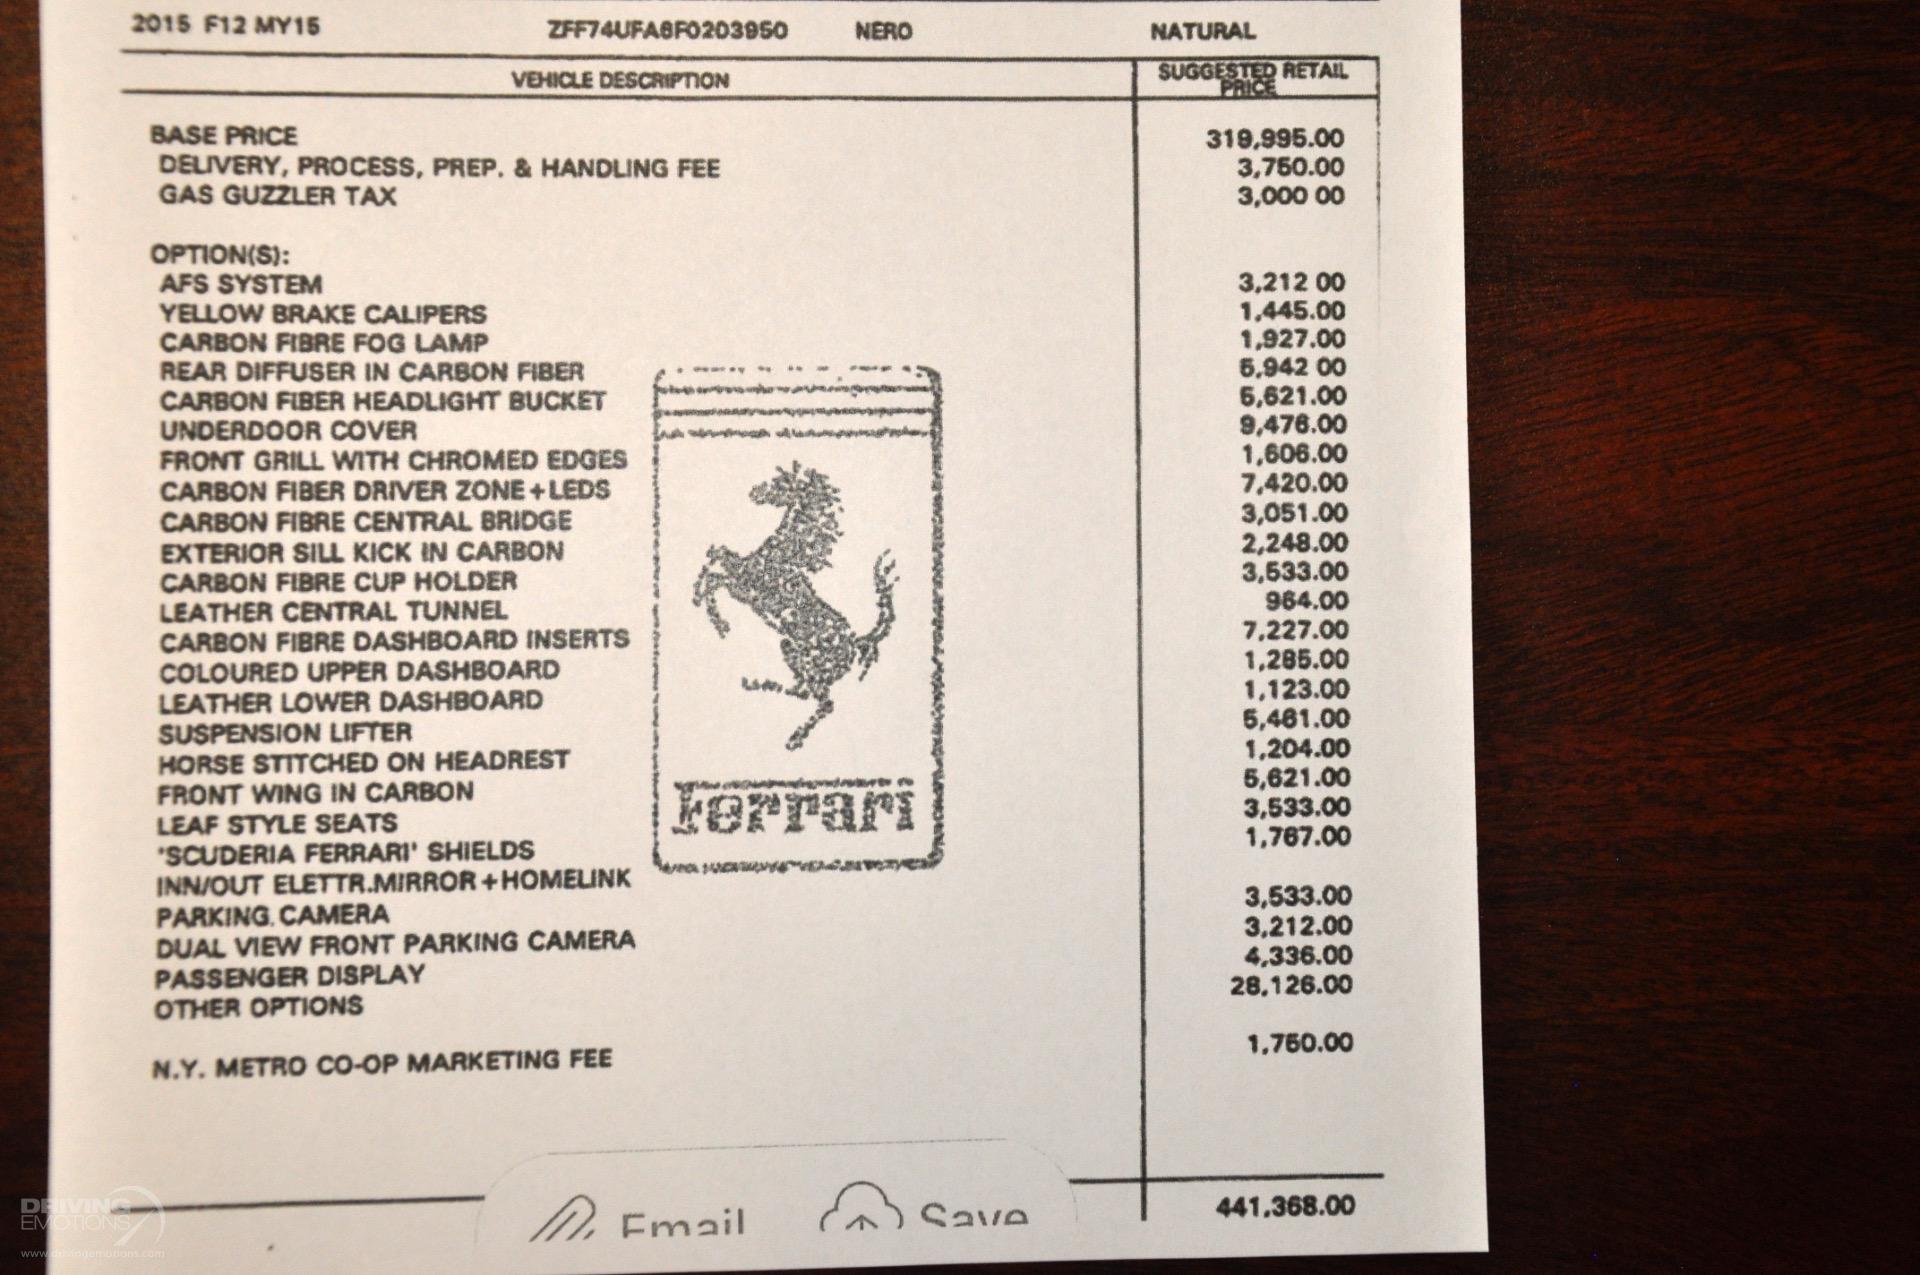 2015 F12 MY15 ZFF74UFA6F0203950 NERO NATURAL
VEHICLE DESCRIPTION SUGGESTED RETAIL
PRICE
BASE PRICE 319,995.00
DELIVERY, PROCESS, PREP. & HANDLING FEE 3,750.00
GAS GUZZLER TAX 3,000 00
OPTION(S):
AFS SYSTEM 3,212 00
YELLOW BRAKE CALIPERS 1,445.00
CARBON FIBRE FOG LAMP 1,927.00
REAR DIFFUSER IN CARBON FIBER 5,942 00
CARBON FIBER HEADLIGHT BUCKET 5,621.00
UNDERDOOR COVER 9,476.00
FRONT GRILL WITH CHROMED EDGES 1,606.00
CARBON FIBER DRIVER ZONE+LEDS 7,420.00
CARBON FIBRE CENTRAL BRIDGE 3,051.00
EXTERIOR SILL KICK IN CARBON 2,248.00
CARBON FIBRE CUP HOLDER 3,533.00
LEATHER CENTRAL TUNNEL 964.00
CARBON FIBRE DASHBOARD INSERTS 7,227.00
COLOURED UPPER DASHBOARD 1,285.00
LEATHER LOWER DASHBOARD 1,123.00
SUSPENSION LIFTER 5,461.00
HORSE STITCHED ON HEADREST 1,204.00
FRONT WING IN CARBON 5,621.00
LEAF STYLE SEATS 3,533.00
'SCUDERIA FERRARI' SHIELDS 1,767.00
INN/OUT ELETTR.MIRROR+HOMELINK
PARKING CAMERA 3,533.00
DUAL VIEW FRONT PARKING CAMERA 3,212.00
PASSENGER DISPLAY 4,336.00
OTHER OPTIONS 28,126.00
N.Y. METRO CO-OP MARKETING FEE 1,750.00
Ferrari
Email Save
441,368.00
DRIVING
EMOTIONS
www.drivingemotions.com